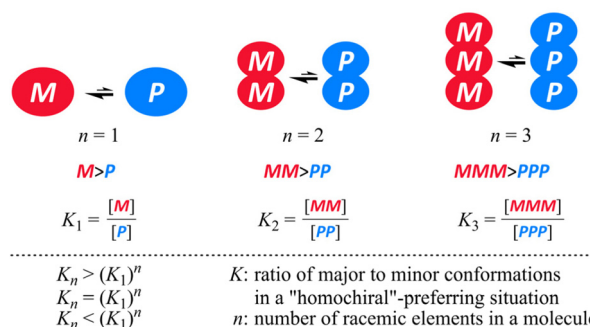 M P
M M P P
M M M P P P
n = 1 n = 2 n = 3
M>P MM>PP MMM>PPP
K₁ = [M]/[P] K₂ = [MM]/[PP] K₃ = [MMM]/[PPP]
Kₙ > (K₁)ⁿ
Kₙ = (K₁)ⁿ
Kₙ < (K₁)ⁿ
K: ratio of major to minor conformations
in a "homochiral"-preferring situation
n: number of racemic elements in a